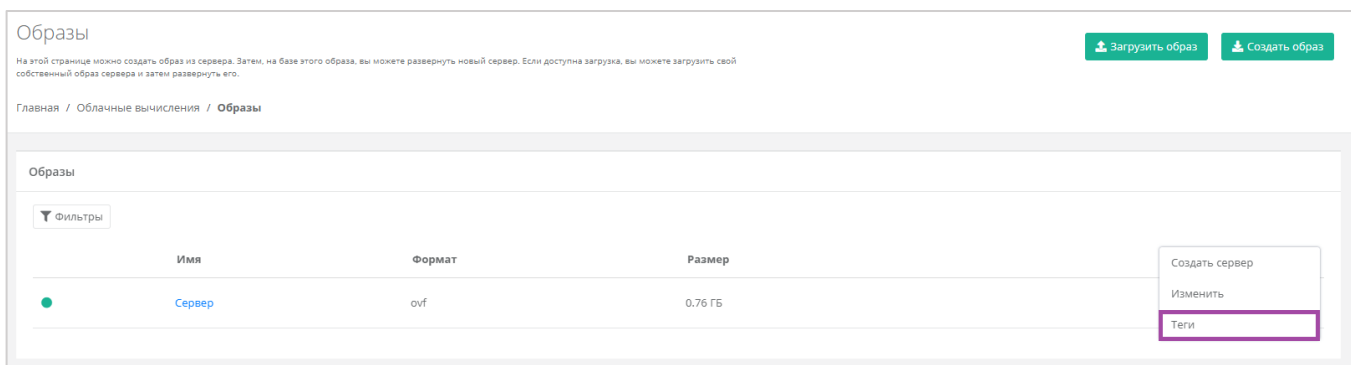 Образы
Загрузить образ
Создать образ
На этой странице можно создать образ из сервера. Затем, на базе этого образа, вы можете развернуть новый сервер. Если доступна загрузка, вы можете загрузить свой
собственный образ сервера и затем развернуть его.
Главная / Облачные вычисления / Образы
Образы
Фильтры
Имя Формат Размер
Создать сервер
Сервер ovf 0.76 ГБ
Изменить
Теги